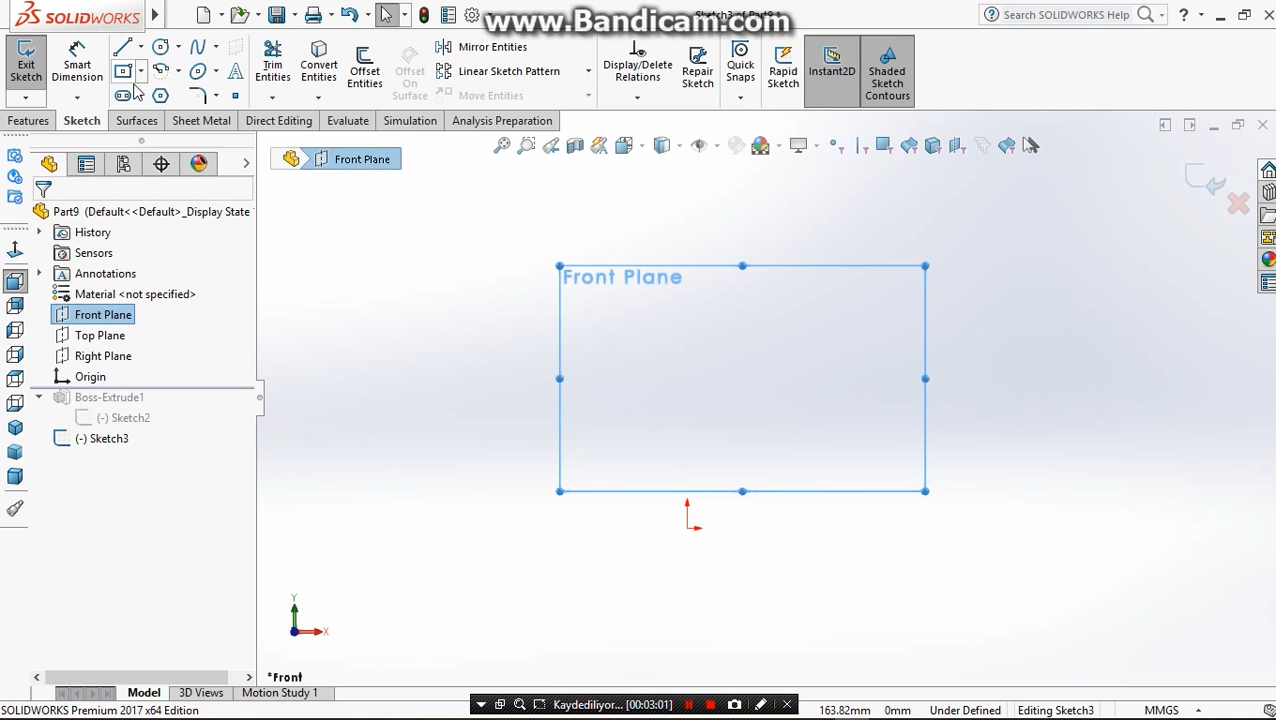 SOLIDWORKS
www.Bandicam.com
Sketch3 of Part9 *
Search SOLIDWORKS Help
?
Exit Sketch
Smart Dimension
Trim Entities
Convert Entities
Offset Entities
Offset On Surface
Mirror Entities
Linear Sketch Pattern
Move Entities
Display/Delete Relations
Repair Sketch
Quick Snaps
Rapid Sketch
Instant2D
Shaded Sketch Contours
Features
Sketch
Surfaces
Sheet Metal
Direct Editing
Evaluate
Simulation
Analysis Preparation
Front Plane
Part9 (Default<<Default>_Display State
History
Sensors
Annotations
Material <not specified>
Front Plane
Top Plane
Right Plane
Origin
Boss-Extrude1
(-) Sketch2
(-) Sketch3
Front Plane
Y
X
*Front
Model
3D Views
Motion Study 1
Kaydediliyor... [00:03:01]
SOLIDWORKS Premium 2017 x64 Edition
163.82mm
0mm
Under Defined
Editing Sketch3
MMGS